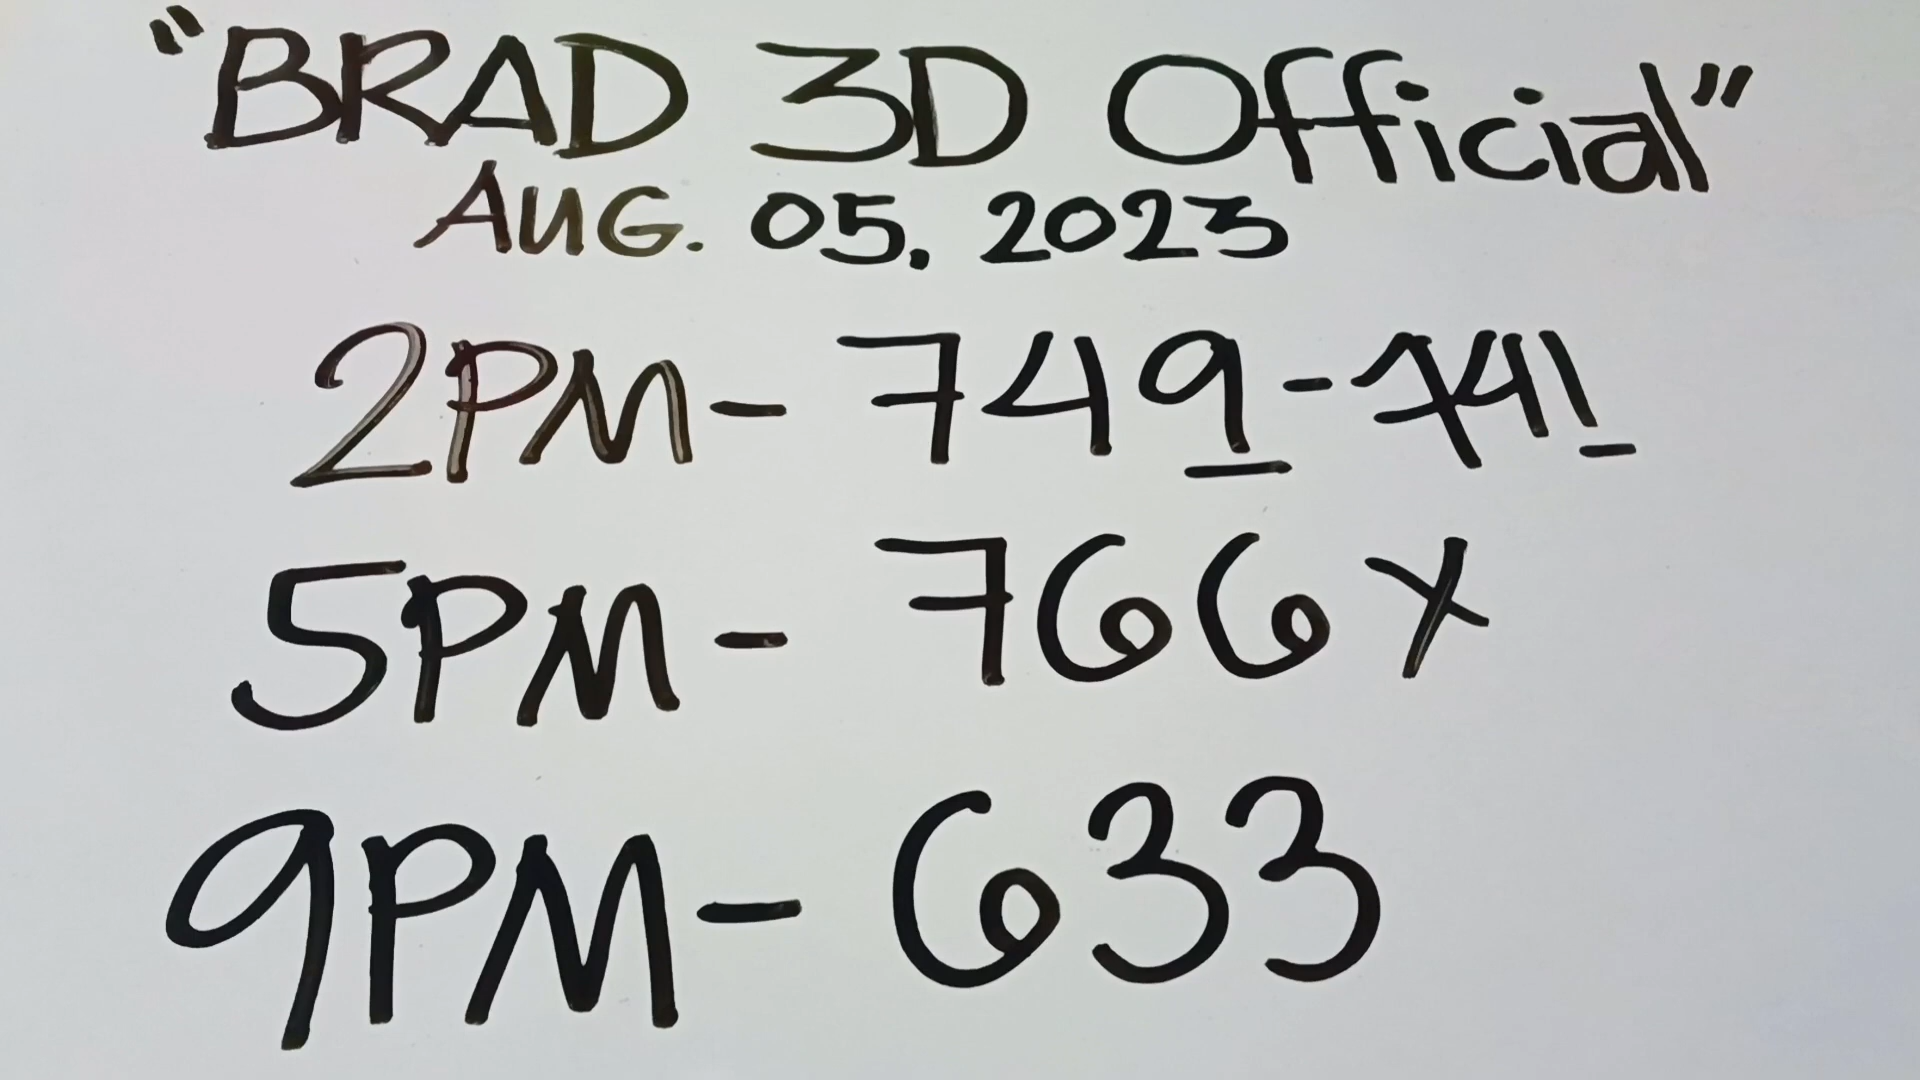 "BRAD 3D Official"
AUG. 05. 2023
2PM- 749-741
5PM- 766x
9PM- 633